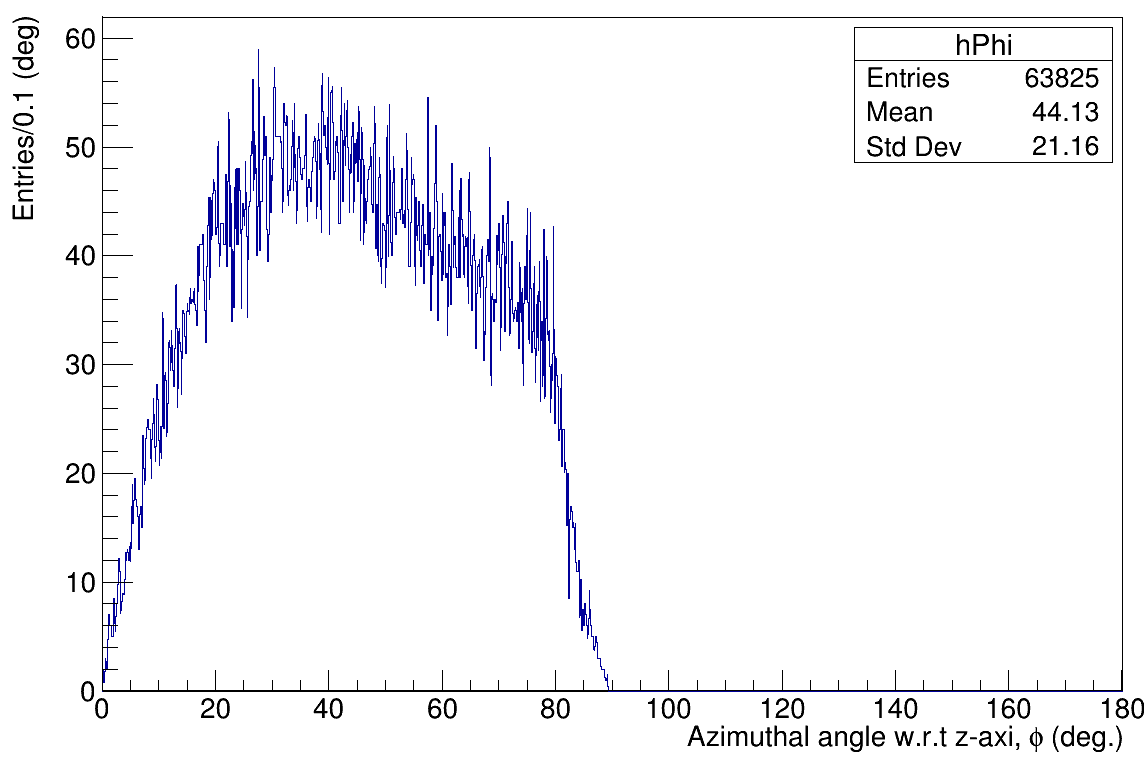 hPhi
Entries 63825
Mean 44.13
Std Dev 21.16
Entries/0.1 (deg)
60
50
40
30
20
10
0
0 20 40 60 80 100 120 140 160 180
Azimuthal angle w.r.t z-axi, ϕ (deg.)